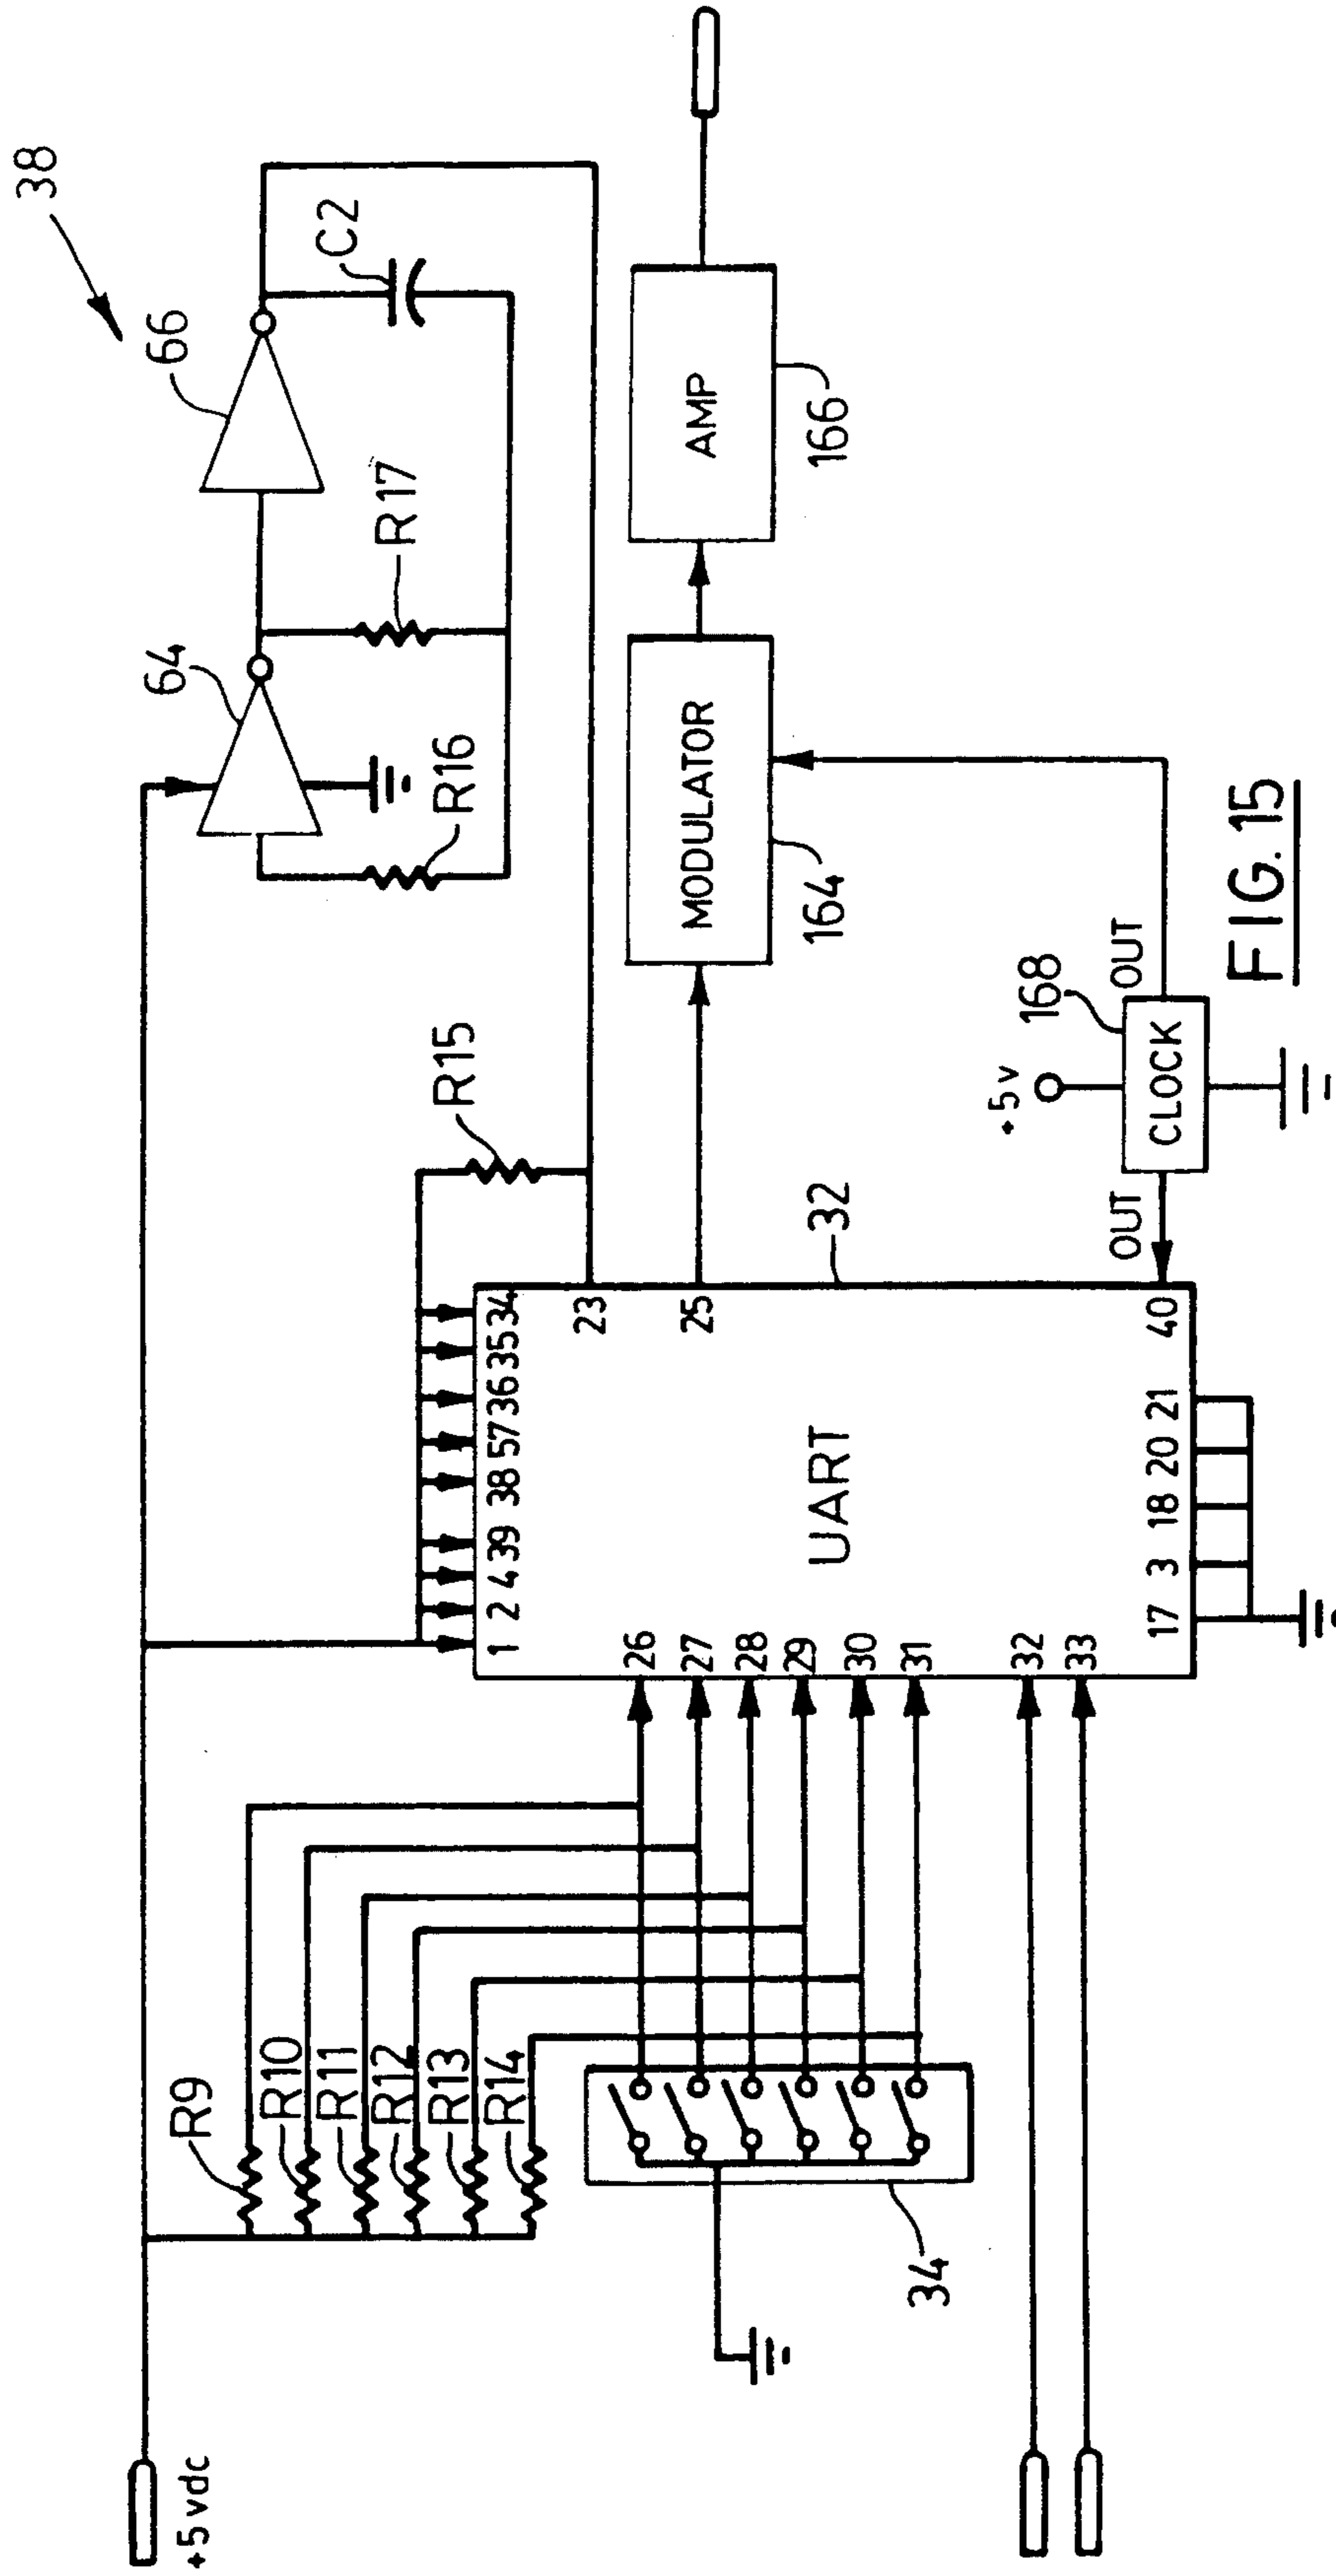 38
66
64
C2
R17
R16
+5vdc
R9
R10
R11
R12
R13
R14
R15
1 2 4 39 38 57 36 35 34
26
27
28
29
30
31
32
33
23
25
40
UART
17 3 18 20 21
32
34
MODULATOR
164
AMP
166
+5v
168
OUT
CLOCK
OUT
FIG. 15